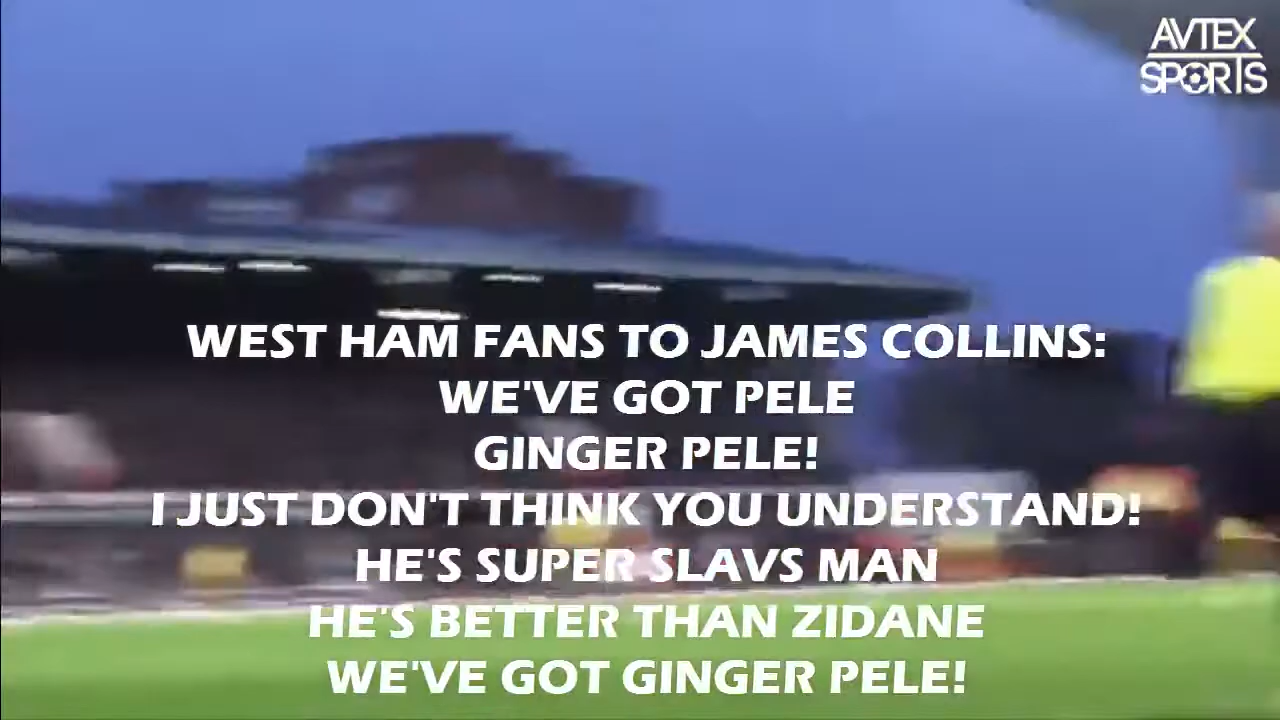 AVTEX
SPORTS
WEST HAM FANS TO JAMES COLLINS:
WE'VE GOT PELE
GINGER PELE!
I JUST DON'T THINK YOU UNDERSTAND!
HE'S SUPER SLAVS MAN
HE'S BETTER THAN ZIDANE
WE'VE GOT GINGER PELE!